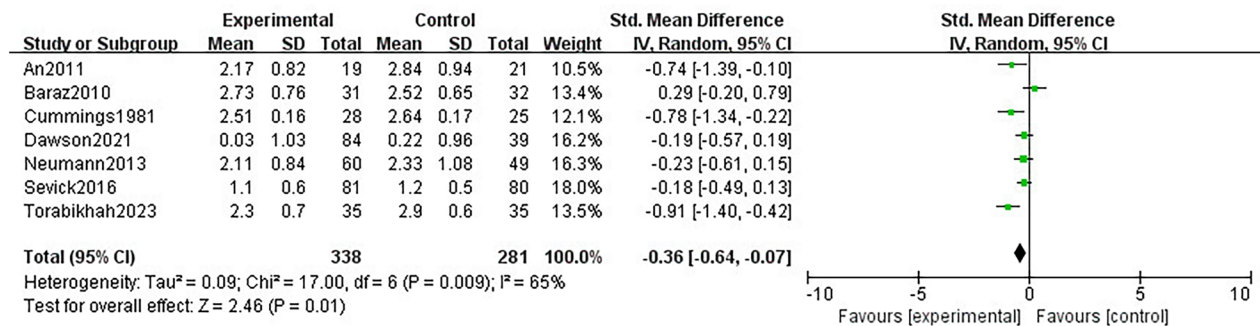 Experimental Control Std. Mean Difference Std. Mean Difference
Study or Subgroup Mean SD Total Mean SD Total Weight IV, Random, 95% CI IV, Random, 95% CI
An2011 2.17 0.82 19 2.84 0.94 21 10.5% -0.74 [-1.39, -0.10]
Baraz2010 2.73 0.76 31 2.52 0.65 32 13.4% 0.29 [-0.20, 0.79]
Cummings1981 2.51 0.16 28 2.64 0.17 25 12.1% -0.78 [-1.34, -0.22]
Dawson2021 0.03 1.03 84 0.22 0.96 39 16.2% -0.19 [-0.57, 0.19]
Neumann2013 2.11 0.84 60 2.33 1.08 49 16.3% -0.23 [-0.61, 0.15]
Sevick2016 1.1 0.6 81 1.2 0.5 80 18.0% -0.18 [-0.49, 0.13]
Torabikhah2023 2.3 0.7 35 2.9 0.6 35 13.5% -0.91 [-1.40, -0.42]
Total (95% CI) 338 281 100.0% -0.36 [-0.64, -0.07]
Heterogeneity: Tau² = 0.09; Chi² = 17.00, df = 6 (P = 0.009); I² = 65%
Test for overall effect: Z = 2.46 (P = 0.01)
-10 -5 0 5 10
Favours [experimental] Favours [control]